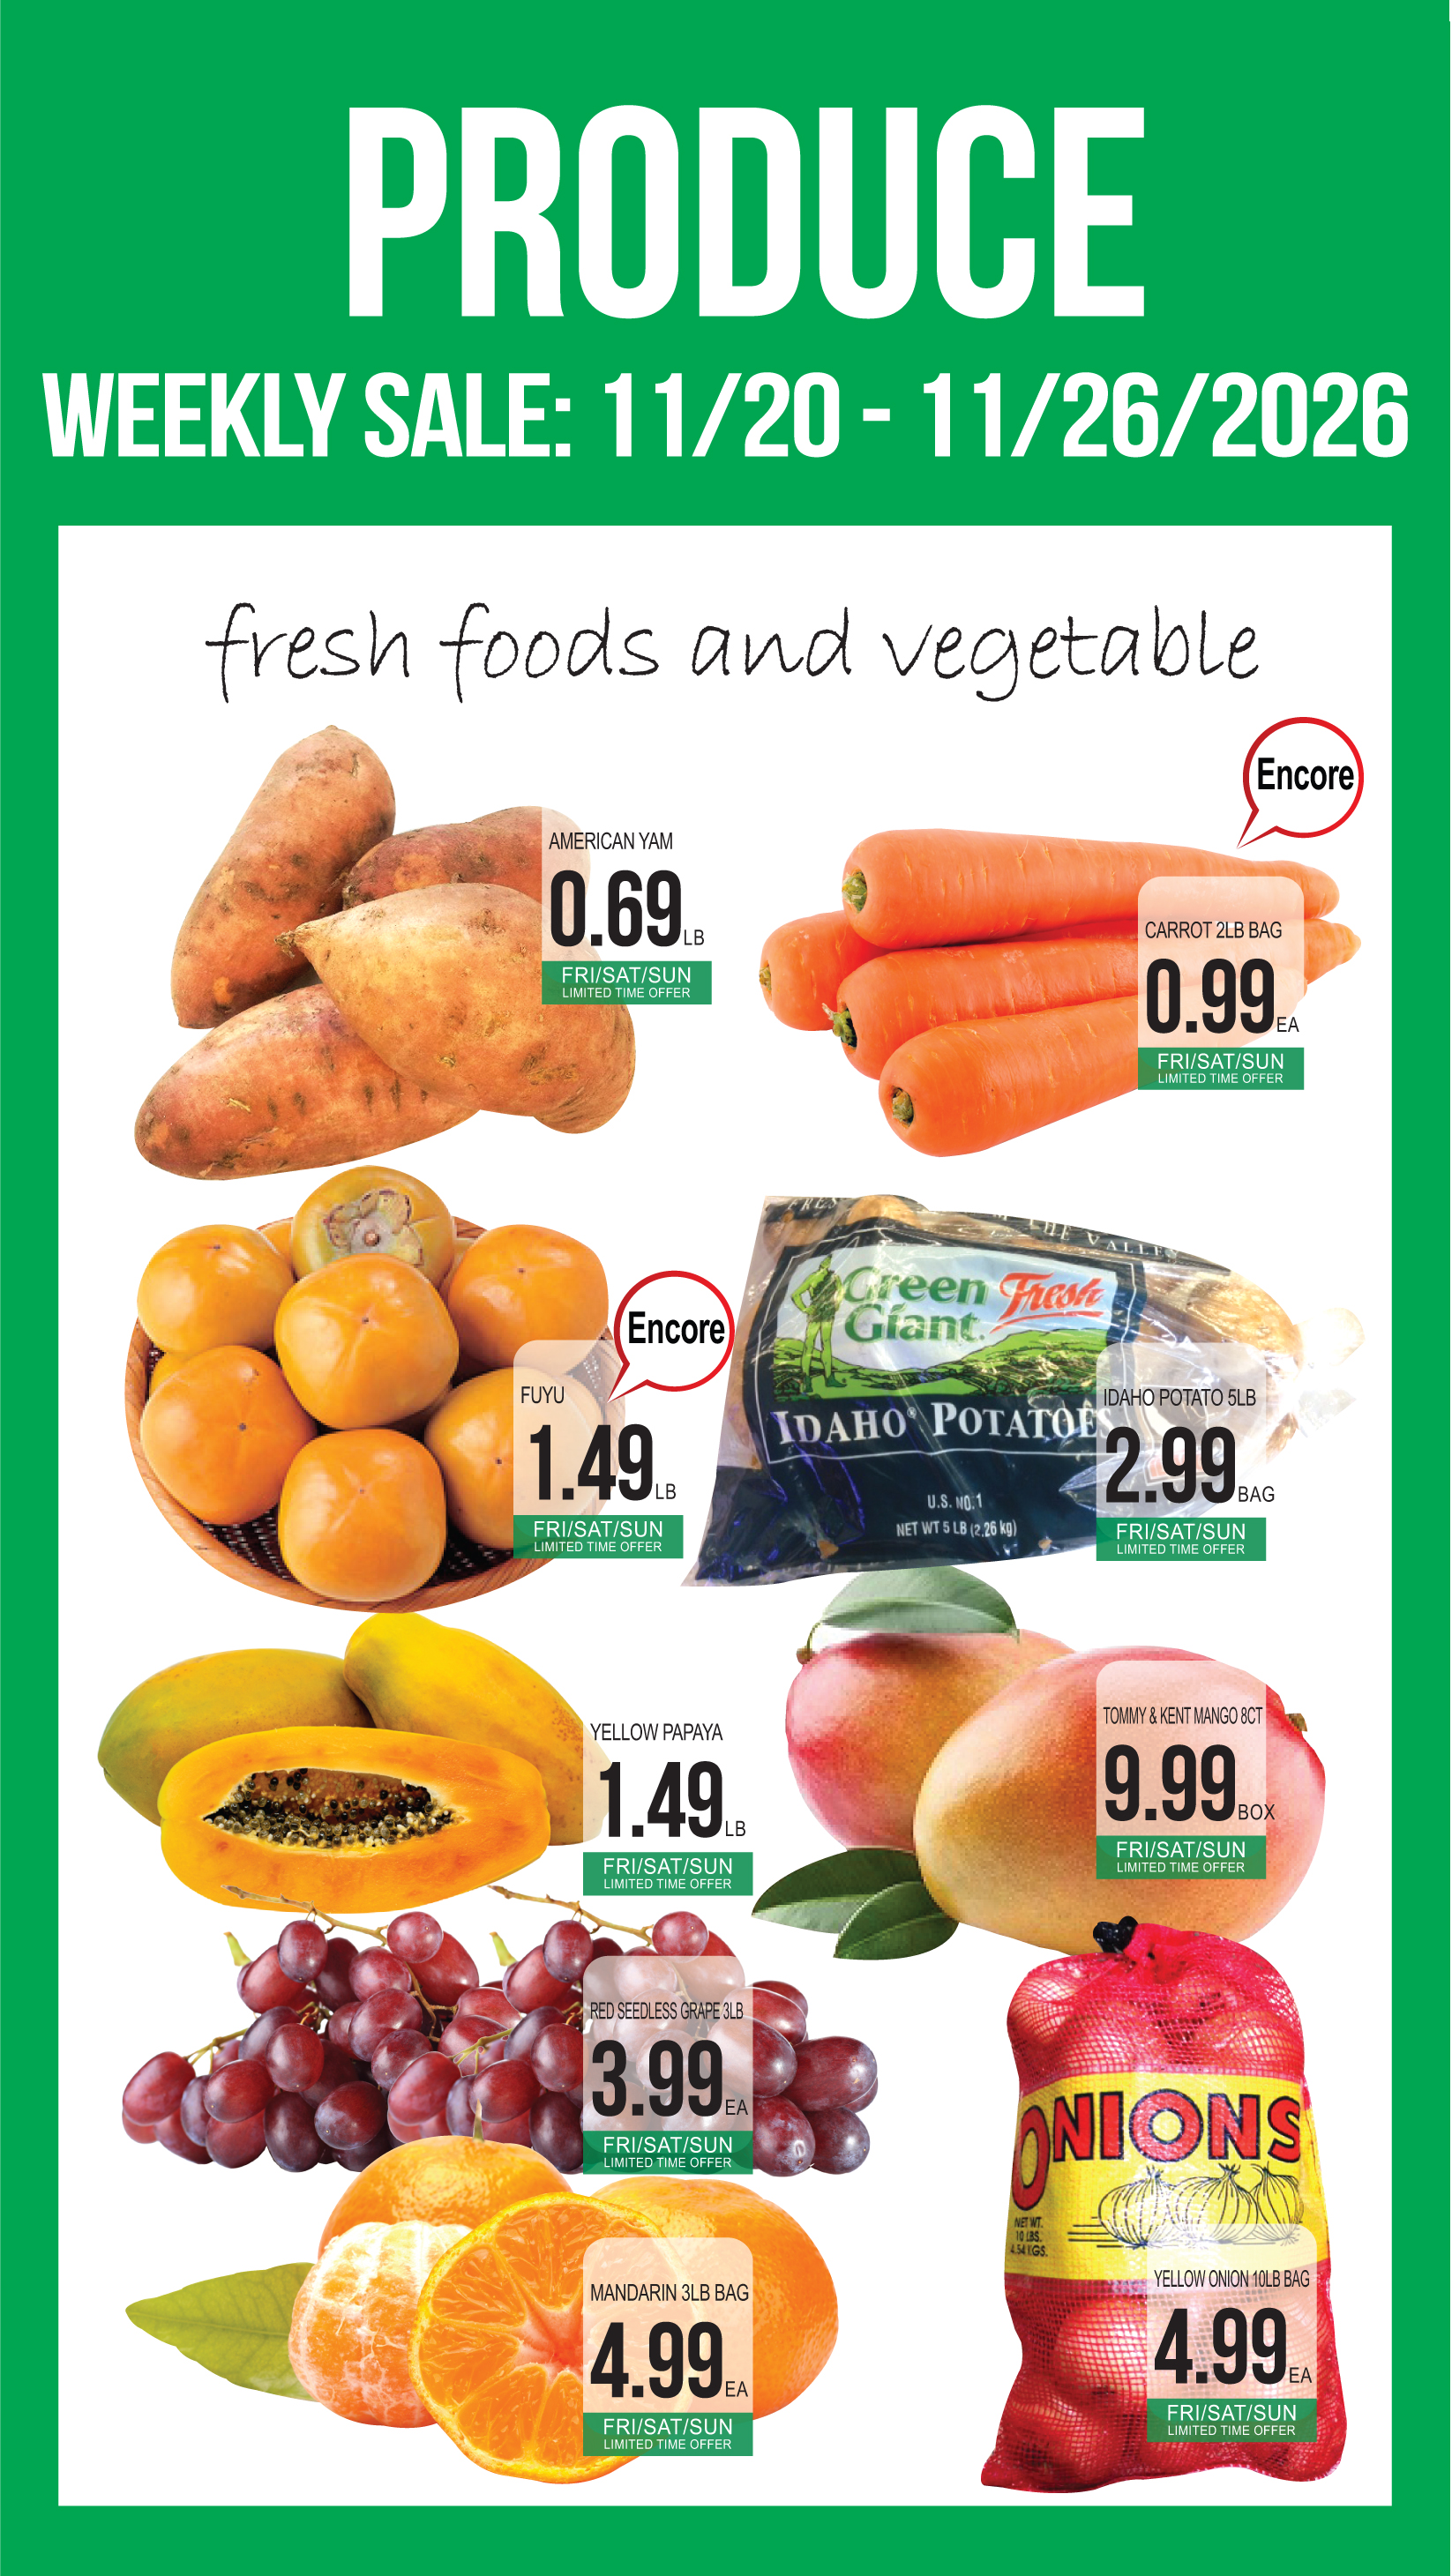 PRODUCE
WEEKLY SALE: 11/20 - 11/26/2026
fresh foods and vegetable
AMERICAN YAM
0.69LB
FRI/SAT/SUN
LIMITED TIME OFFER
Encore
CARROT 2LB BAG
0.99EA
FRI/SAT/SUN
LIMITED TIME OFFER
Encore
FUYU
1.49LB
FRI/SAT/SUN
LIMITED TIME OFFER
THE VALLEY
Green Giant. Fresh
IDAHO® POTATOES
U.S. NO.1
NET WT 5 LB (2.26 kg)
IDAHO POTATO 5LB
2.99BAG
FRI/SAT/SUN
LIMITED TIME OFFER
YELLOW PAPAYA
1.49LB
FRI/SAT/SUN
LIMITED TIME OFFER
TOMMY & KENT MANGO 8CT
9.99BOX
FRI/SAT/SUN
LIMITED TIME OFFER
RED SEEDLESS GRAPE 3LB
3.99EA
FRI/SAT/SUN
LIMITED TIME OFFER
MANDARIN 3LB BAG
4.99EA
FRI/SAT/SUN
LIMITED TIME OFFER
ONIONS
NET WT.
10 LBS.
4.54 KGS.
YELLOW ONION 10LB BAG
4.99EA
FRI/SAT/SUN
LIMITED TIME OFFER